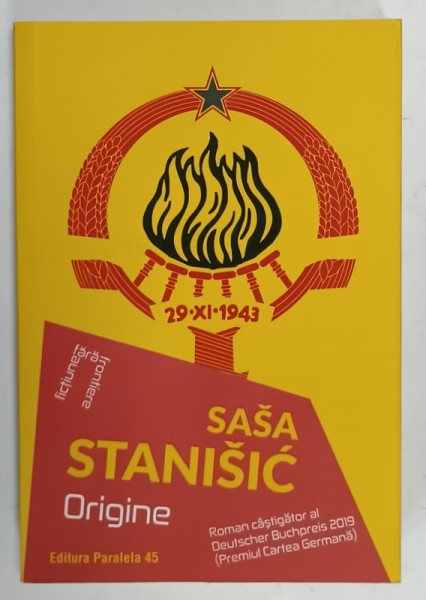 29·XI·1943
frontiere
ficțiuni fără
SAŠA
STANIŠIĆ
Origine
Roman câștigător al
Deutscher Buchpreis 2019
(Premiul Cartea Germană)
Editura Paralela 45